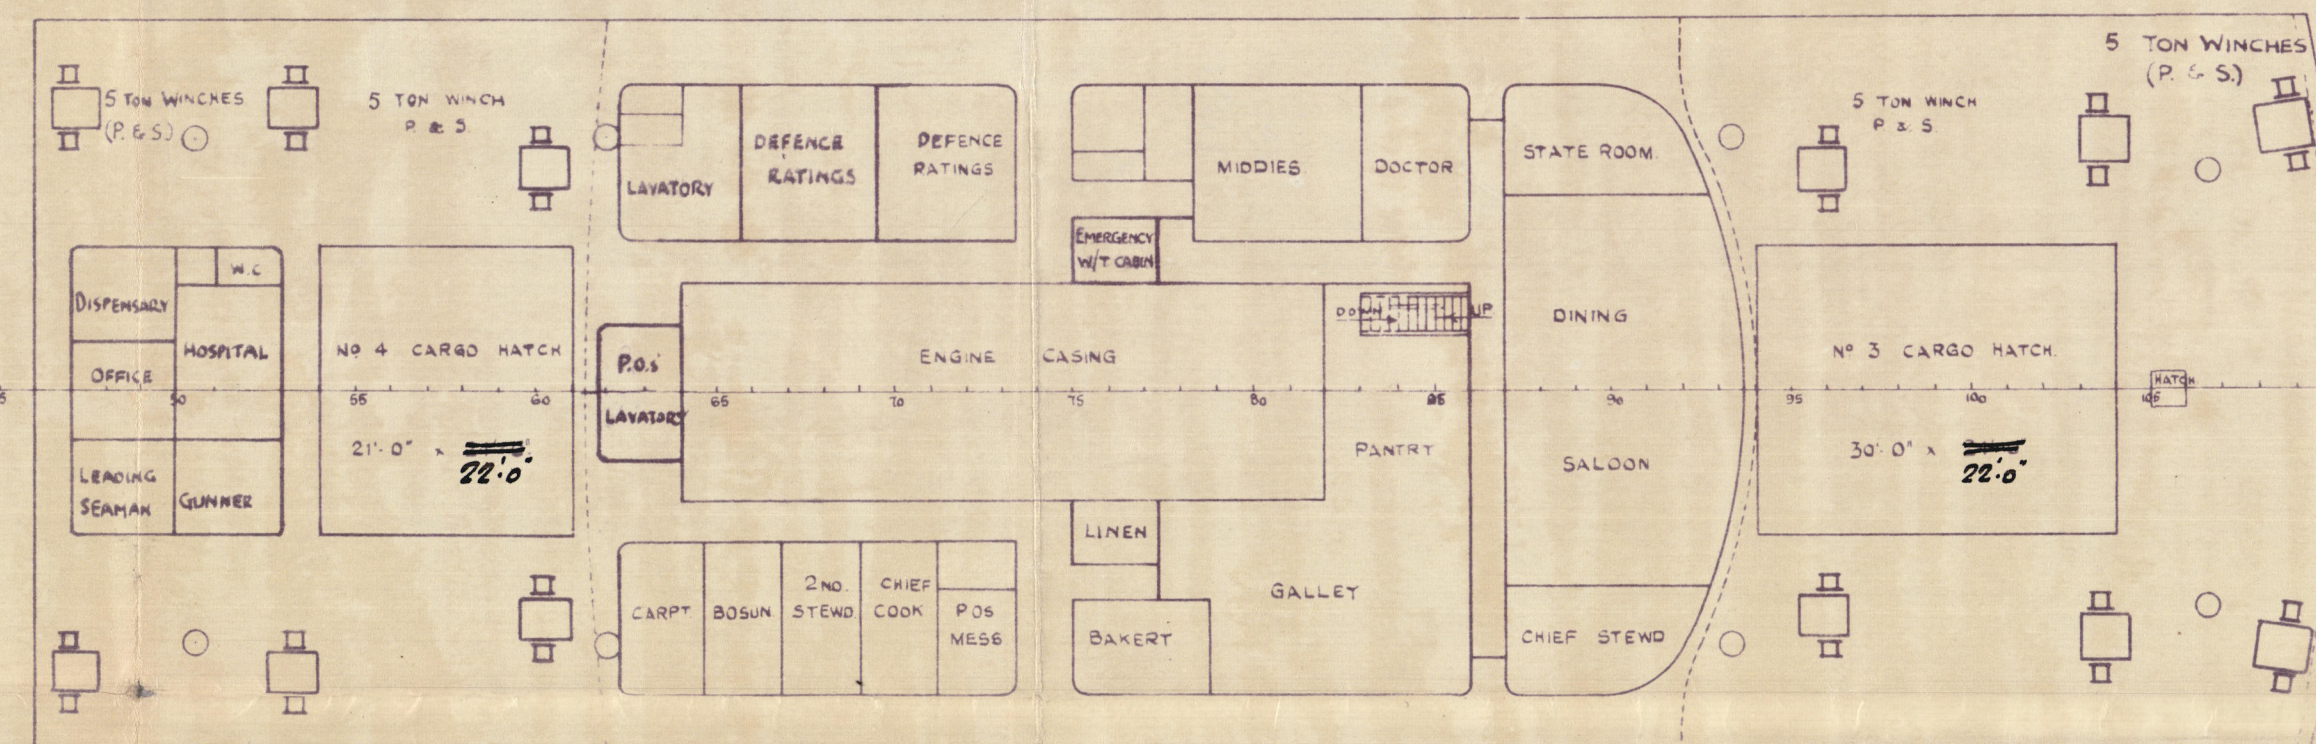 5 TON WINCHES
(P. & S.)
5 TON WINCH
P. & S.
LAVATORY
DEFENCE
RATINGS
DEFENCE
RATINGS
MIDDIES
DOCTOR
STATE ROOM.
5 TON WINCH
P. & S.
5 TON WINCHES
(P. & S.)
EMERGENCY
W/T CABIN
W.C
DISPENSARY
HOSPITAL
OFFICE
LEADING
SEAMAN
GUNNER
No 4 CARGO HATCH
21'-0" x
22'.0"
P.O.s'
LAVATORY
ENGINE CASING
DOWN
UP
PANTRY
DINING
SALOON
No 3 CARGO HATCH.
30'-0" x
22'.0"
HATCH
50 55 60 65 70 75 80 85 90 95 100 105
LINEN
BAKERY
GALLEY
CARPT
BOSUN
2ND.
STEWD.
CHIEF
COOK
POS
MESS
CHIEF STEWD